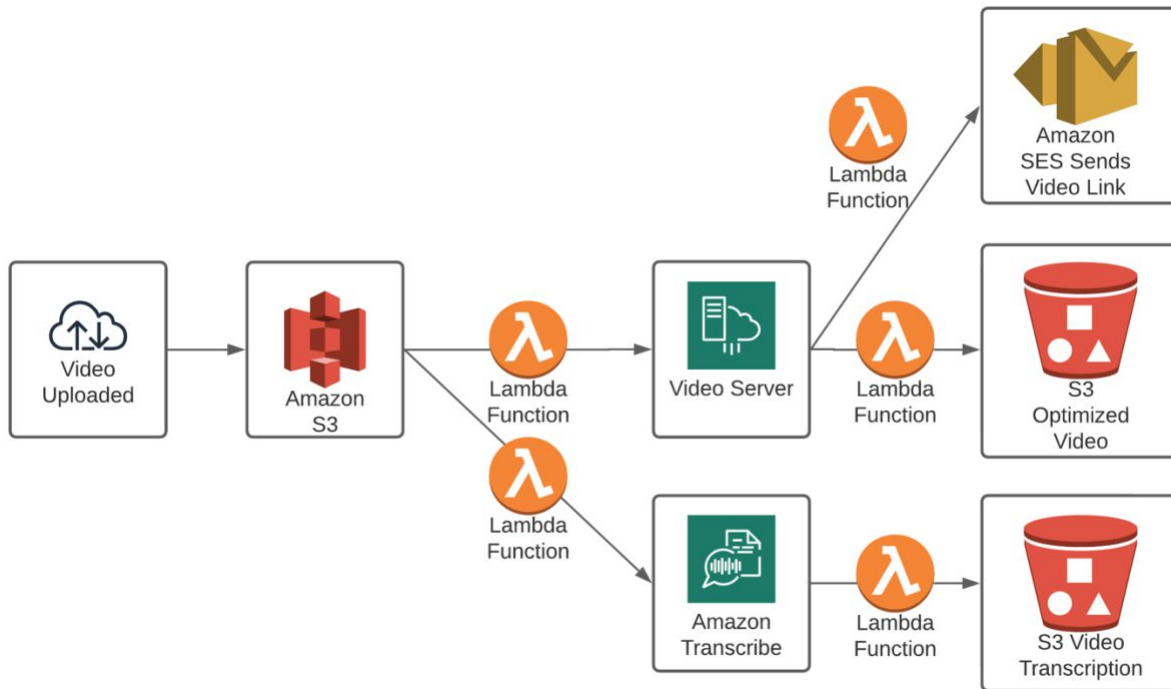 Video
Uploaded
Amazon
S3
Lambda
Function
Lambda
Function
Video Server
Amazon
Transcribe
Lambda
Function
Lambda
Function
Lambda
Function
Amazon
SES Sends
Video Link
S3
Optimized
Video
S3 Video
Transcription